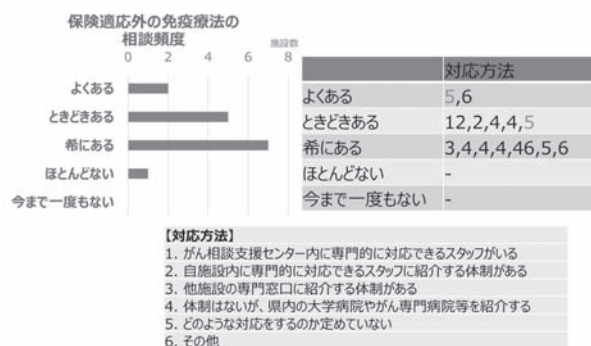 保険適応外の免疫療法の
相談頻度
施設数
0 2 4 6 8
よくある
ときどきある
希にある
ほとんどない
今まで一度もない
対応方法
よくある 5,6
ときどきある 12,2,4,4,5
希にある 3,4,4,4,46,5,6
ほとんどない -
今まで一度もない -
【対応方法】
1. がん相談支援センター内に専門的に対応できるスタッフがいる
2. 自施設内に専門的に対応できるスタッフに紹介する体制がある
3. 他施設の専門窓口に紹介する体制がある
4. 体制はないが、県内の大学病院やがん専門病院等を紹介する
5. どのような対応をするのか定めていない
6. その他